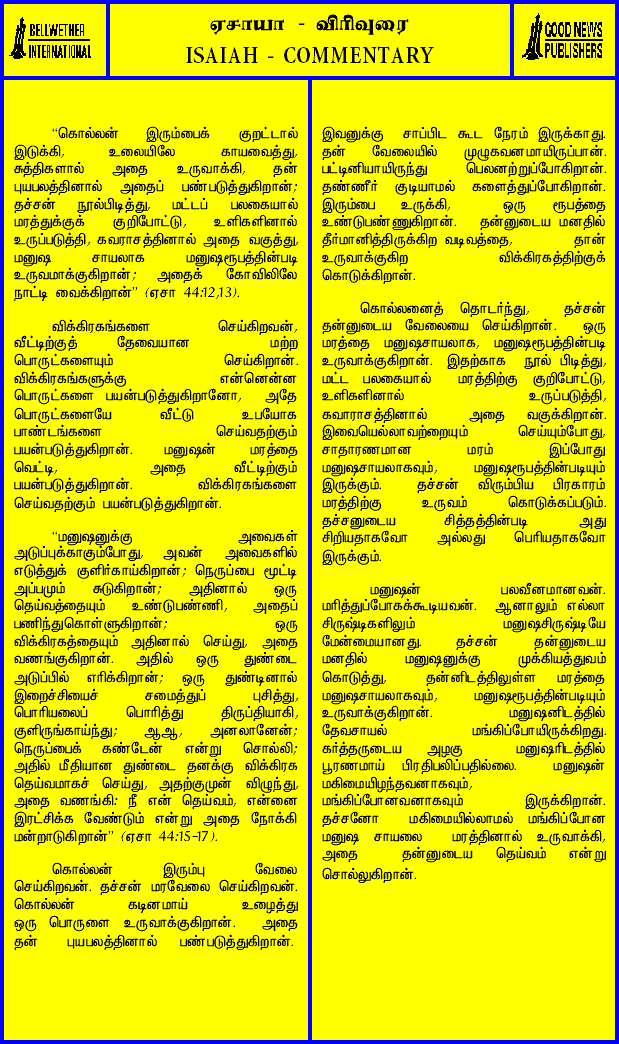 BELLWETHER
INTERNATIONAL
ஏசாயா - விரிவுரை
ISAIAH - COMMENTARY
GOOD NEWS
PUBLISHERS
“கொல்லன் இரும்பைக் குறட்டால்
இடுக்கி, உலையிலே காயவைத்து,
சுத்திகளால் அதை உருவாக்கி, தன்
புயபலத்தினால் அதைப் பண்படுத்துகிறான்;
தச்சன் நூல்பிடித்து, மட்டப் பலகையால்
மரத்துக்குக் குறிபோட்டு, உளிகளினால்
உருப்படுத்தி, கவராசத்தினால் அதை வகுத்து,
மனுஷ சாயலாக மனுஷரூபத்தின்படி
உருவமாக்குகிறான்; அதைக் கோவிலிலே
நாட்டி வைக்கிறான்” (ஏசா 44:12,13).
விக்கிரகங்களை செய்கிறவன்,
வீட்டிற்குத் தேவையான மற்ற
பொருட்களையும் செய்கிறான்.
விக்கிரகங்களுக்கு என்னென்ன
பொருட்களை பயன்படுத்துகிறானோ, அதே
பொருட்களையே வீட்டு உபயோக
பாண்டங்களை செய்வதற்கும்
பயன்படுத்துகிறான். மனுஷன் மரத்தை
வெட்டி, அதை வீட்டிற்கும்
பயன்படுத்துகிறான். விக்கிரகங்களை
செய்வதற்கும் பயன்படுத்துகிறான்.
“மனுஷனுக்கு அவைகள்
அடுப்புக்காகும்போது, அவன் அவைகளில்
எடுத்துக் குளிர்காய்கிறான்; நெருப்பை மூட்டி
அப்பமும் சுடுகிறான்; அதினால் ஒரு
தெய்வத்தையும் உண்டுபண்ணி, அதைப்
பணிந்துகொள்ளுகிறான்; ஒரு
விக்கிரகத்தையும் அதினால் செய்து, அதை
வணங்குகிறான். அதில் ஒரு துண்டை
அடுப்பில் எரிக்கிறான்; ஒரு துண்டினால்
இறைச்சியைச் சமைத்துப் புசித்து,
பொரியலைப் பொரித்து திருப்தியாகி,
குளிருங்காய்ந்து; ஆஆ, அனலானேன்;
நெருப்பைக் கண்டேன் என்று சொல்லி;
அதில் மீதியான துண்டை தனக்கு விக்கிரக
தெய்வமாகச் செய்து, அதற்குமுன் விழுந்து,
அதை வணங்கி: நீ என் தெய்வம், என்னை
இரட்சிக்க வேண்டும் என்று அதை நோக்கி
மன்றாடுகிறான்” (ஏசா 44:15-17).
கொல்லன் இரும்பு வேலை
செய்கிறவன். தச்சன் மரவேலை செய்கிறவன்.
கொல்லன் கடினமாய் உழைத்து
ஒரு பொருளை உருவாக்குகிறான். அதை
தன் புயபலத்தினால் பண்படுத்துகிறான்.
இவனுக்கு சாப்பிட கூட நேரம் இருக்காது.
தன் வேலையில் முழுகவனமாயிருப்பான்.
பட்டினியாயிருந்து பெலனற்றுப்போகிறான்.
தண்ணீர் குடியாமல் களைத்துப்போகிறான்.
இரும்பை உருக்கி, ஒரு ரூபத்தை
உண்டுபண்ணுகிறான். தன்னுடைய மனதில்
தீர்மானித்திருக்கிற வடிவத்தை, தான்
உருவாக்குகிற விக்கிரகத்திற்குக்
கொடுக்கிறான்.
கொல்லனைத் தொடர்ந்து, தச்சன்
தன்னுடைய வேலையை செய்கிறான். ஒரு
மரத்தை மனுஷசாயலாக, மனுஷரூபத்தின்படி
உருவாக்குகிறான். இதற்காக நூல் பிடித்து,
மட்ட பலகையால் மரத்திற்கு குறிபோட்டு,
உளிகளினால் உருப்படுத்தி,
கவாராசத்தினால் அதை வகுக்கிறான்.
இவையெல்லாவற்றையும் செய்யும்போது,
சாதாரணமான மரம் இப்போது
மனுஷசாயலாகவும், மனுஷரூபத்தின்படியும்
இருக்கும். தச்சன் விரும்பிய பிரகாரம்
மரத்திற்கு உருவம் கொடுக்கப்படும்.
தச்சனுடைய சித்தத்தின்படி அது
சிறியதாகவோ அல்லது பெரியதாகவோ
இருக்கும்.
மனுஷன் பலவீனமானவன்.
மரித்துப்போகக்கூடியவன். ஆனாலும் எல்லா
சிருஷ்டிகளிலும் மனுஷசிருஷ்டியே
மேன்மையானது. தச்சன் தன்னுடைய
மனதில் மனுஷனுக்கு முக்கியத்துவம்
கொடுத்து, தன்னிடத்திலுள்ள மரத்தை
மனுஷசாயலாகவும், மனுஷரூபத்தின்படியும்
உருவாக்குகிறான். மனுஷனிடத்தில்
தேவசாயல் மங்கிப்போயிருக்கிறது.
கர்த்தருடைய அழகு மனுஷரிடத்தில்
பூரணமாய் பிரதிபலிப்பதில்லை. மனுஷன்
மகிமையிழந்தவனாகவும்,
மங்கிப்போனவனாகவும் இருக்கிறான்.
தச்சனோ மகிமையில்லாமல் மங்கிப்போன
மனுஷ சாயலை மரத்தினால் உருவாக்கி,
அதை தன்னுடைய தெய்வம் என்று
சொல்லுகிறான்.